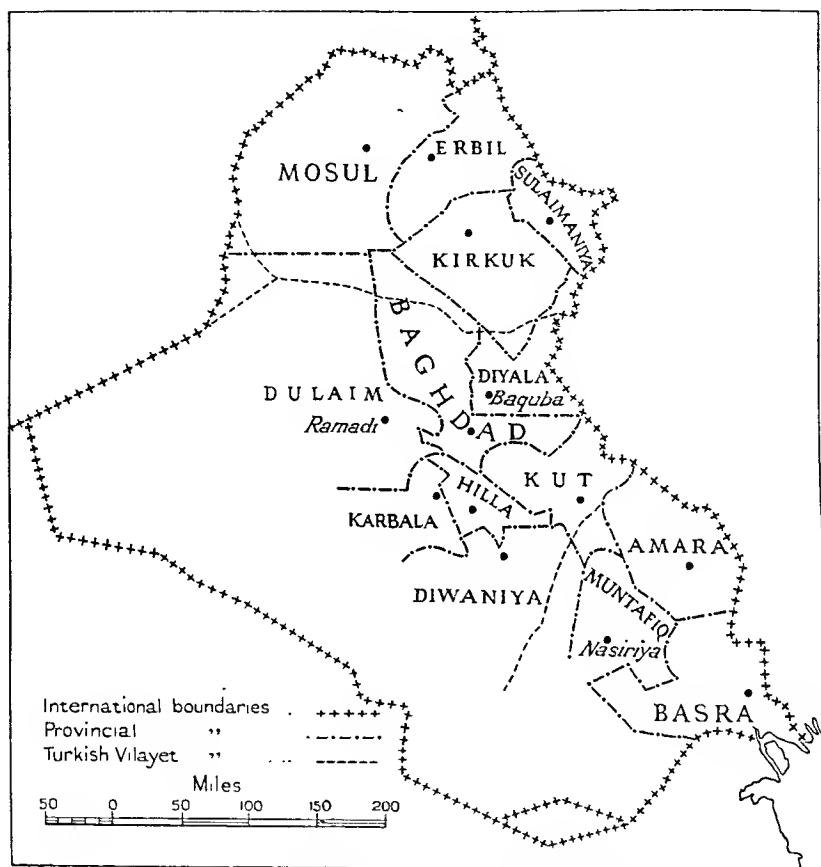 ERBIL
MOSUL
SULAIMANIYA
KIRKUK
BAGHDAD
DIYALA
Baquba
DULAIM
Ramadi
KUT
HILLA
KARBALA
AMARA
DIWANIYA
MUNTAFIQ
Nasiriya
BASRA
International boundaries
Provincial "
Turkish Vilayet "
Miles
50 0 50 100 150 200